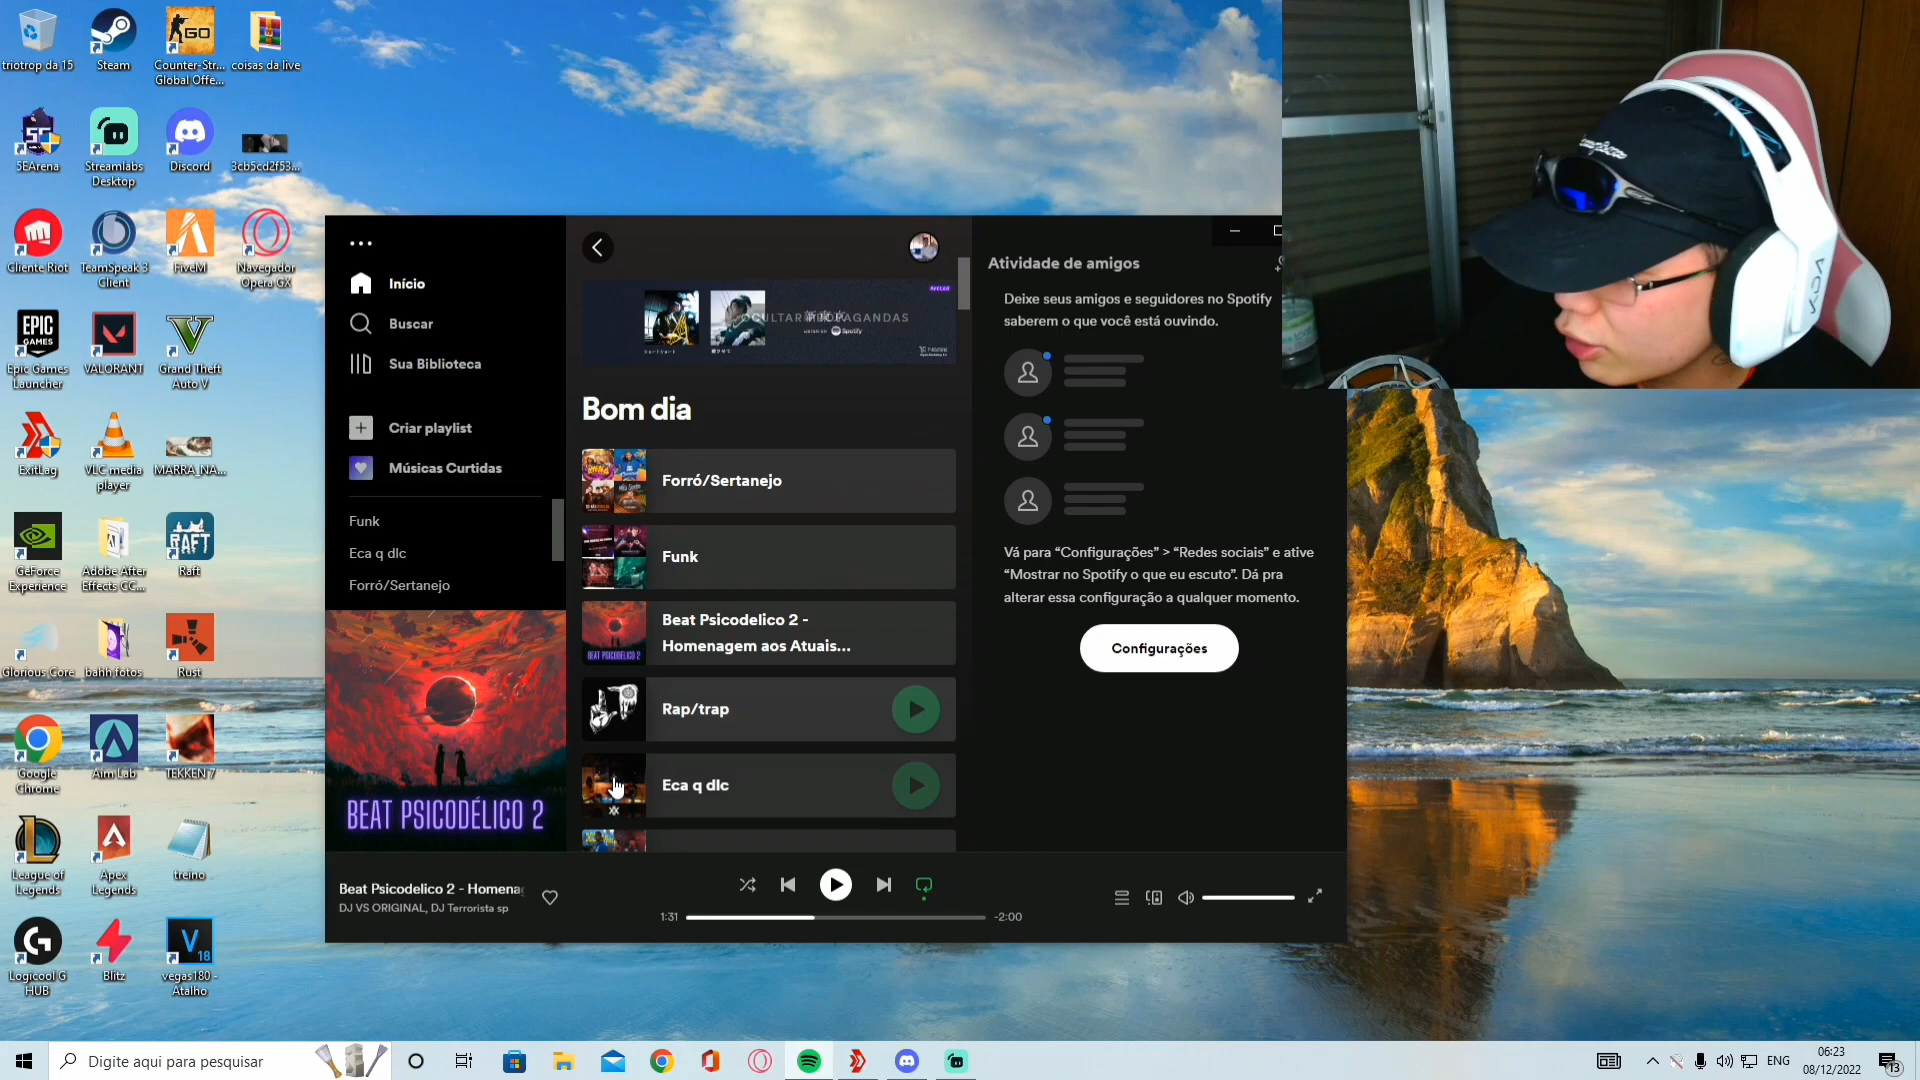 triotrop da 15
Steam
Counter-Str...
Global Offe...
coisas da live
5EArena
Streamlabs
Desktop
Discord
3cb5cd2f53...
Cliente Riot
TeamSpeak 3
Client
FiveM
Navegador
Opera GX
EPIC
GAMES
Epic Games
Launcher
VALORANT
Grand Theft
Auto V
ExitLag
VLC media
player
MARRA_NA...
GeForce
Experience
Adobe After
Effects CC...
RAFT
Raft
Glorious Core
bahh fotos
Rust
Google
Chrome
Aim Lab
TEKKEN 7
League of
Legends
Apex
Legends
treino
Logicool G
HUB
Blitz
vegas180 -
Atalho
Início
Buscar
Sua Biblioteca
Criar playlist
Músicas Curtidas
Funk
Eca q dlc
Forró/Sertanejo
BEAT PSICODÉLICO 2
OCULTAR PROPAGANDAS
Spotify
Bom dia
Forró/Sertanejo
Funk
Beat Psicodelico 2 -
Homenagem aos Atuais...
BEAT PSICODÉLICO 2
Rap/trap
Eca q dlc
Atividade de amigos
Deixe seus amigos e seguidores no Spotify
saberem o que você está ouvindo.
Vá para “Configurações” > “Redes sociais” e ative
“Mostrar no Spotify o que eu escuto”. Dá pra
alterar essa configuração a qualquer momento.
Configurações
Beat Psicodelico 2 - Homena
DJ VS ORIGINAL, DJ Terrorista sp
1:31
-2:00
Digite aqui para pesquisar
ENG
06:23
08/12/2022
13